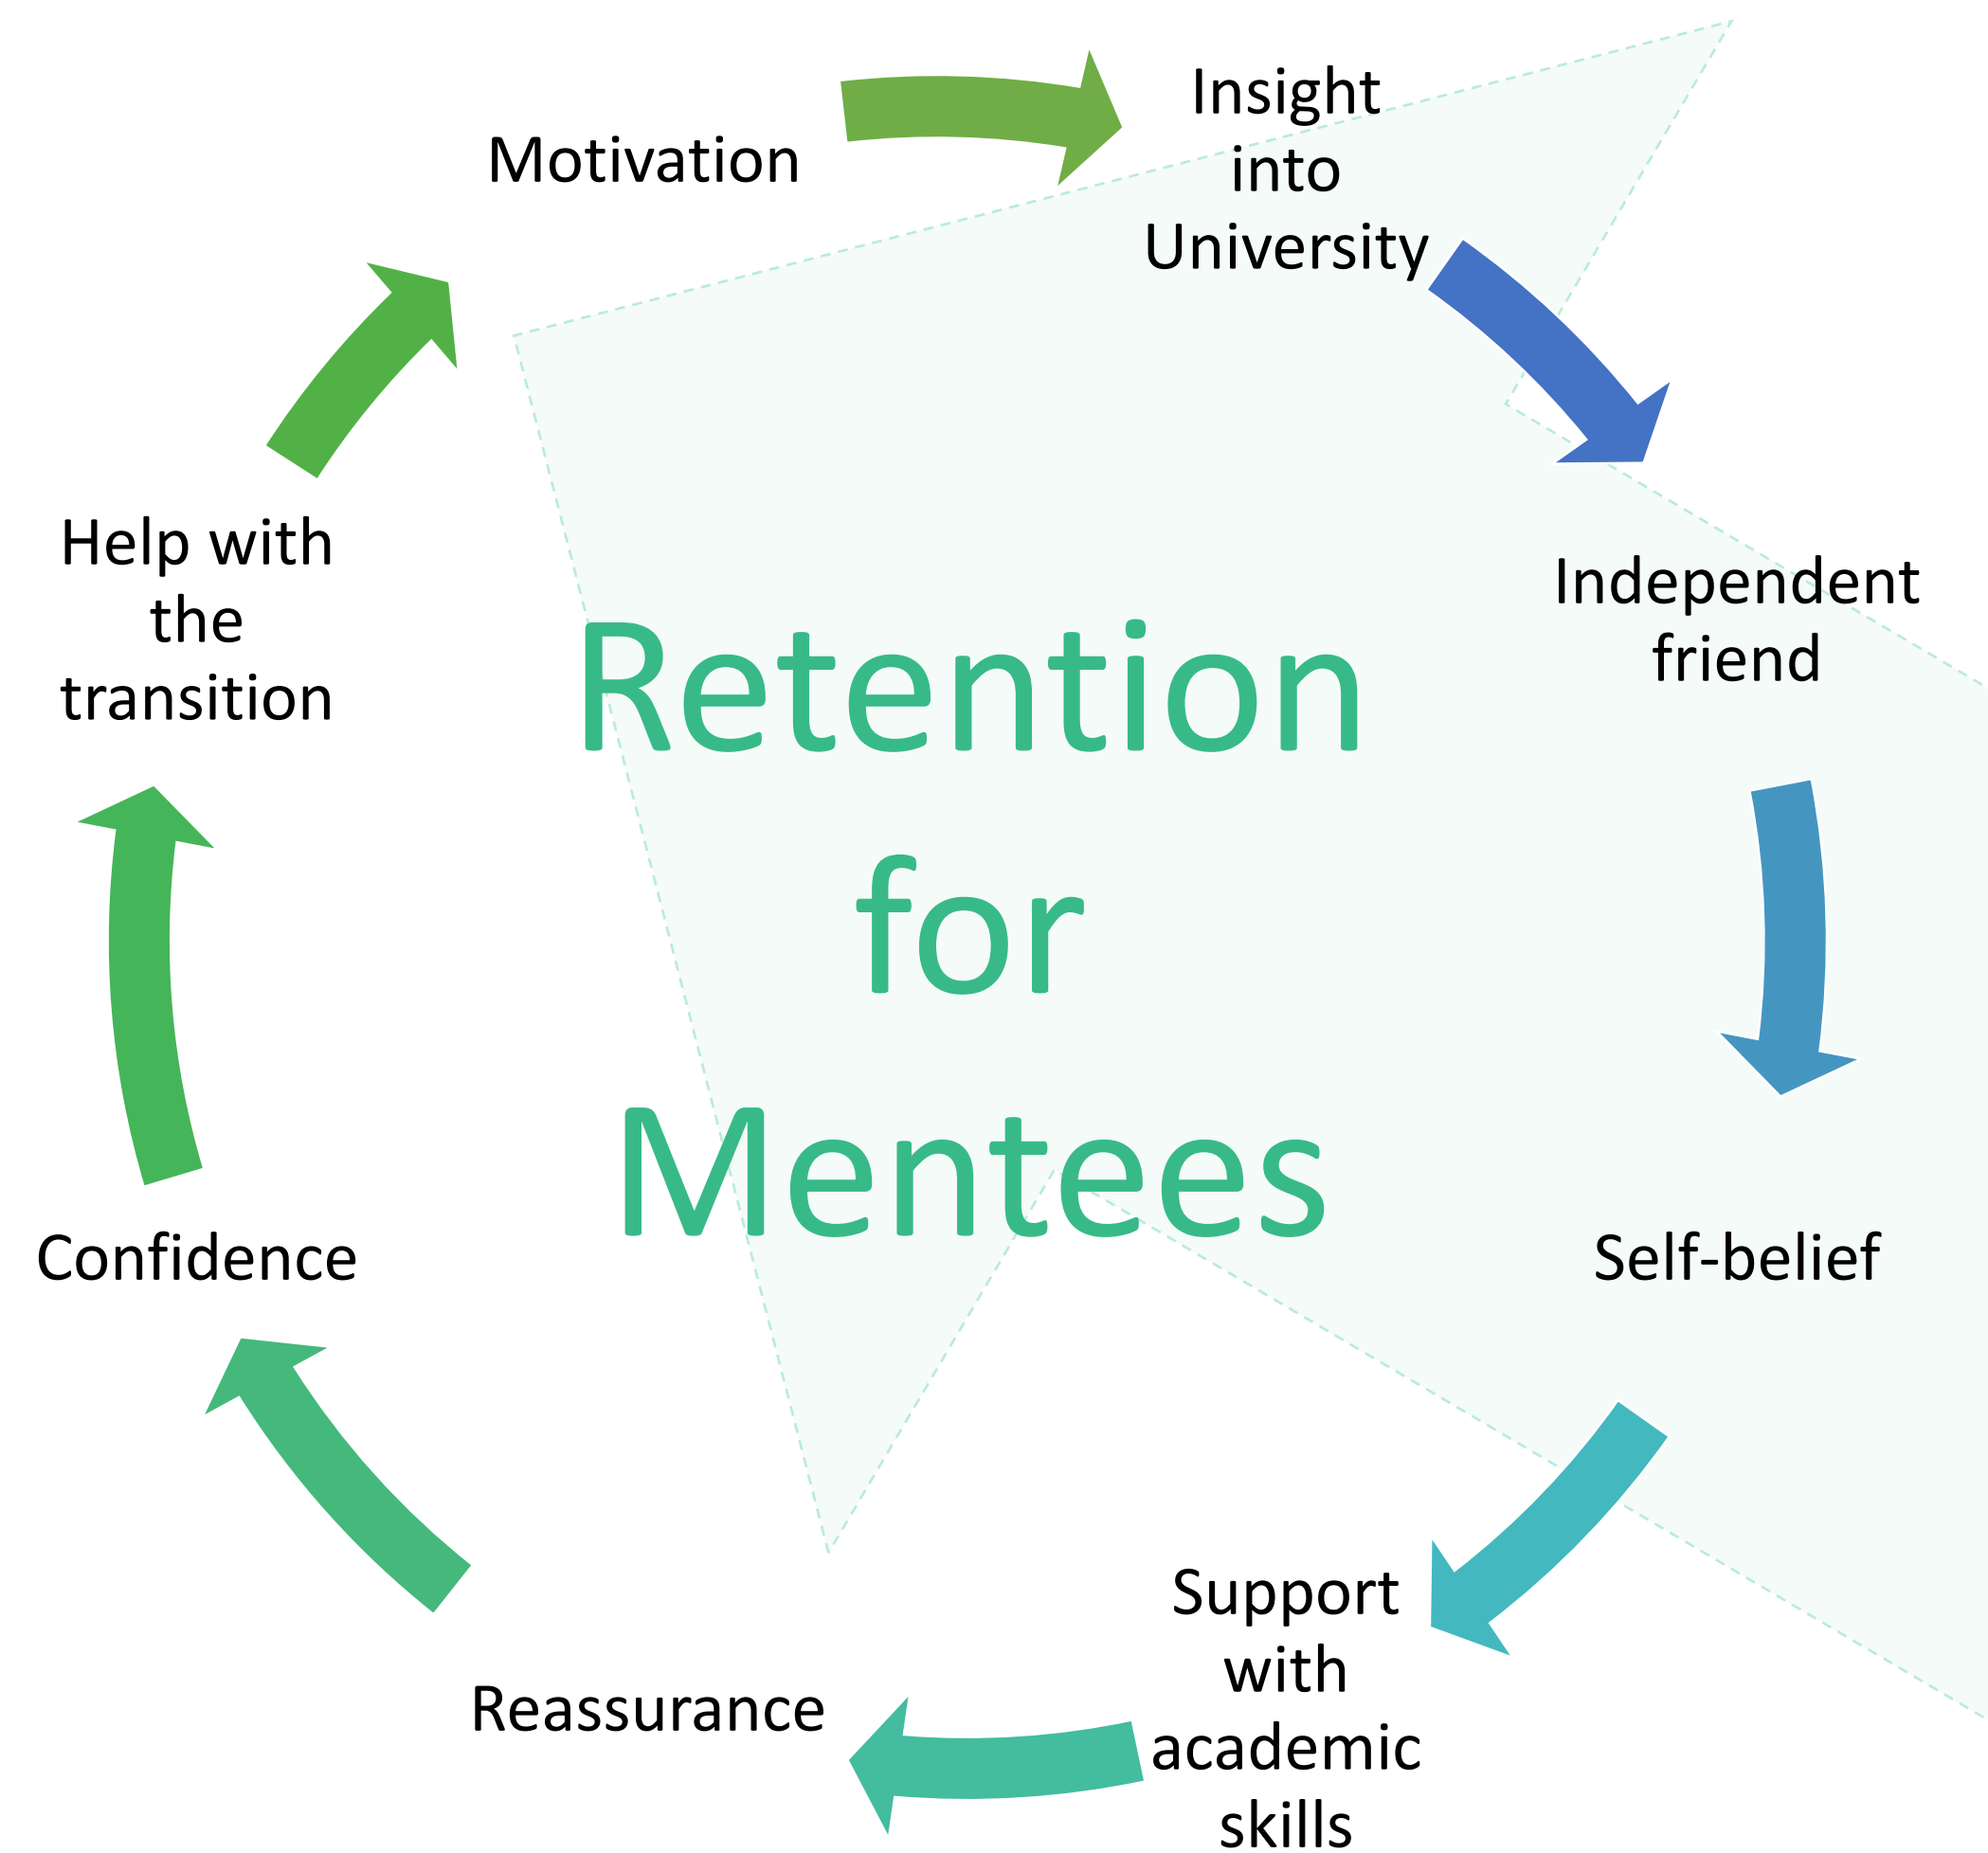 Motivation
Insight
into
University
Independent
friend
Self-belief
Support
with
academic
skills
Reassurance
Confidence
Help with
the
transition
Retention
for
Mentees